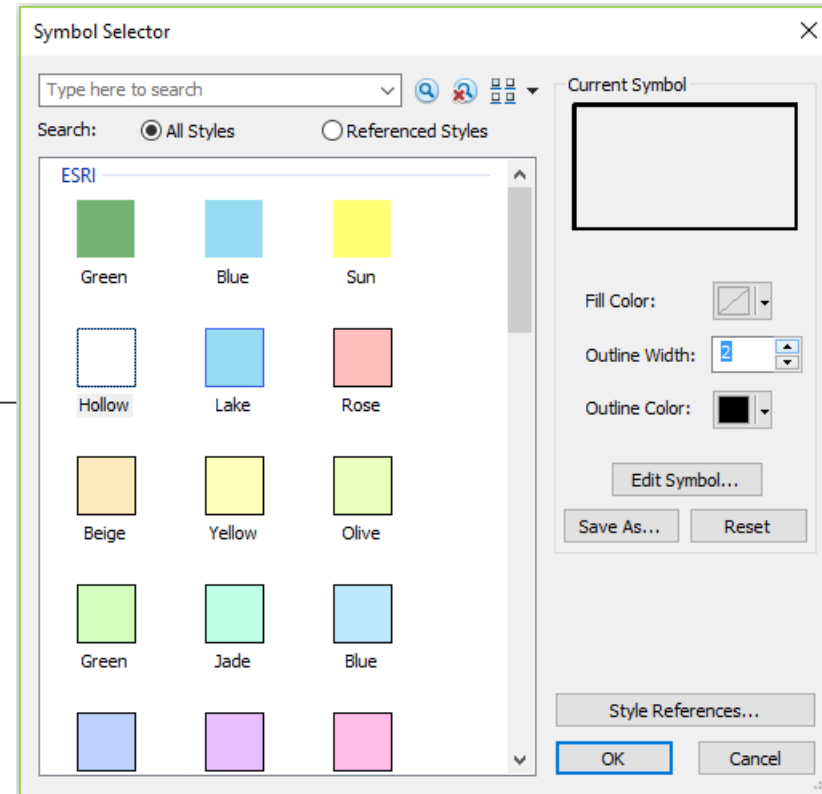 Symbol Selector
Type here to search
Search:
All Styles
Referenced Styles
ESRI
Green
Blue
Sun
Hollow
Lake
Rose
Beige
Yellow
Olive
Green
Jade
Blue
Current Symbol
Fill Color:
Outline Width:
2
Outline Color:
Edit Symbol...
Save As...
Reset
Style References...
OK
Cancel